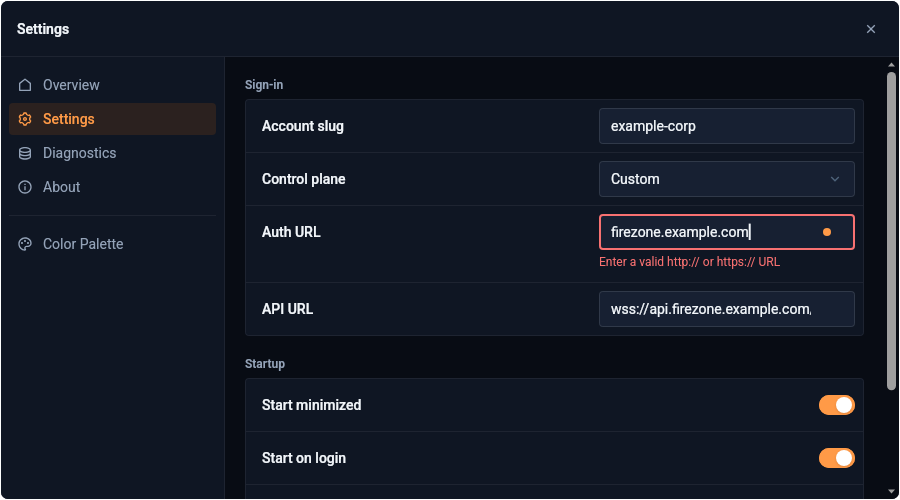 Settings
Overview
Settings
Diagnostics
About
Color Palette
Sign-in
Account slug
example-corp
Control plane
Custom
Auth URL
firezone.example.com
Enter a valid http:// or https:// URL
API URL
wss://api.firezone.example.com,
Startup
Start minimized
Start on login